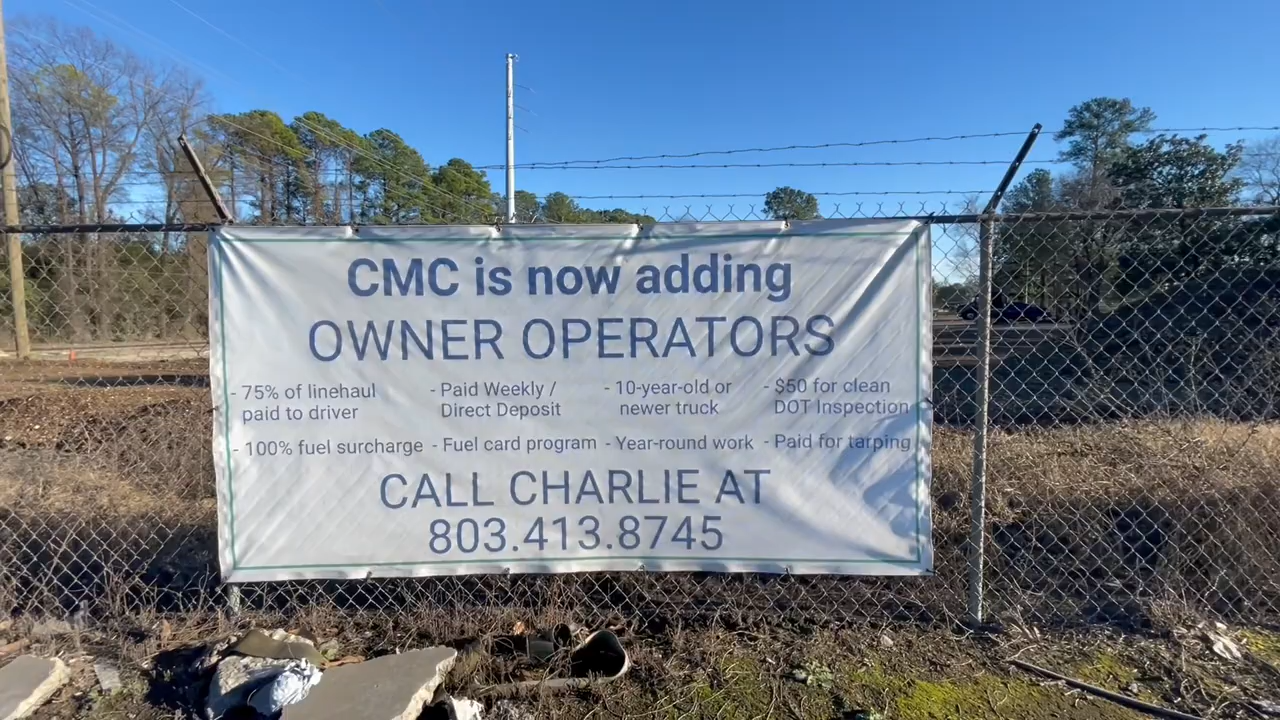 CMC is now adding
OWNER OPERATORS
- 75% of linehaul paid to driver
- Paid Weekly / Direct Deposit
- 10-year-old or newer truck
- $50 for clean DOT Inspection
- 100% fuel surcharge
- Fuel card program
- Year-round work
- Paid for tarping
CALL CHARLIE AT
803.413.8745